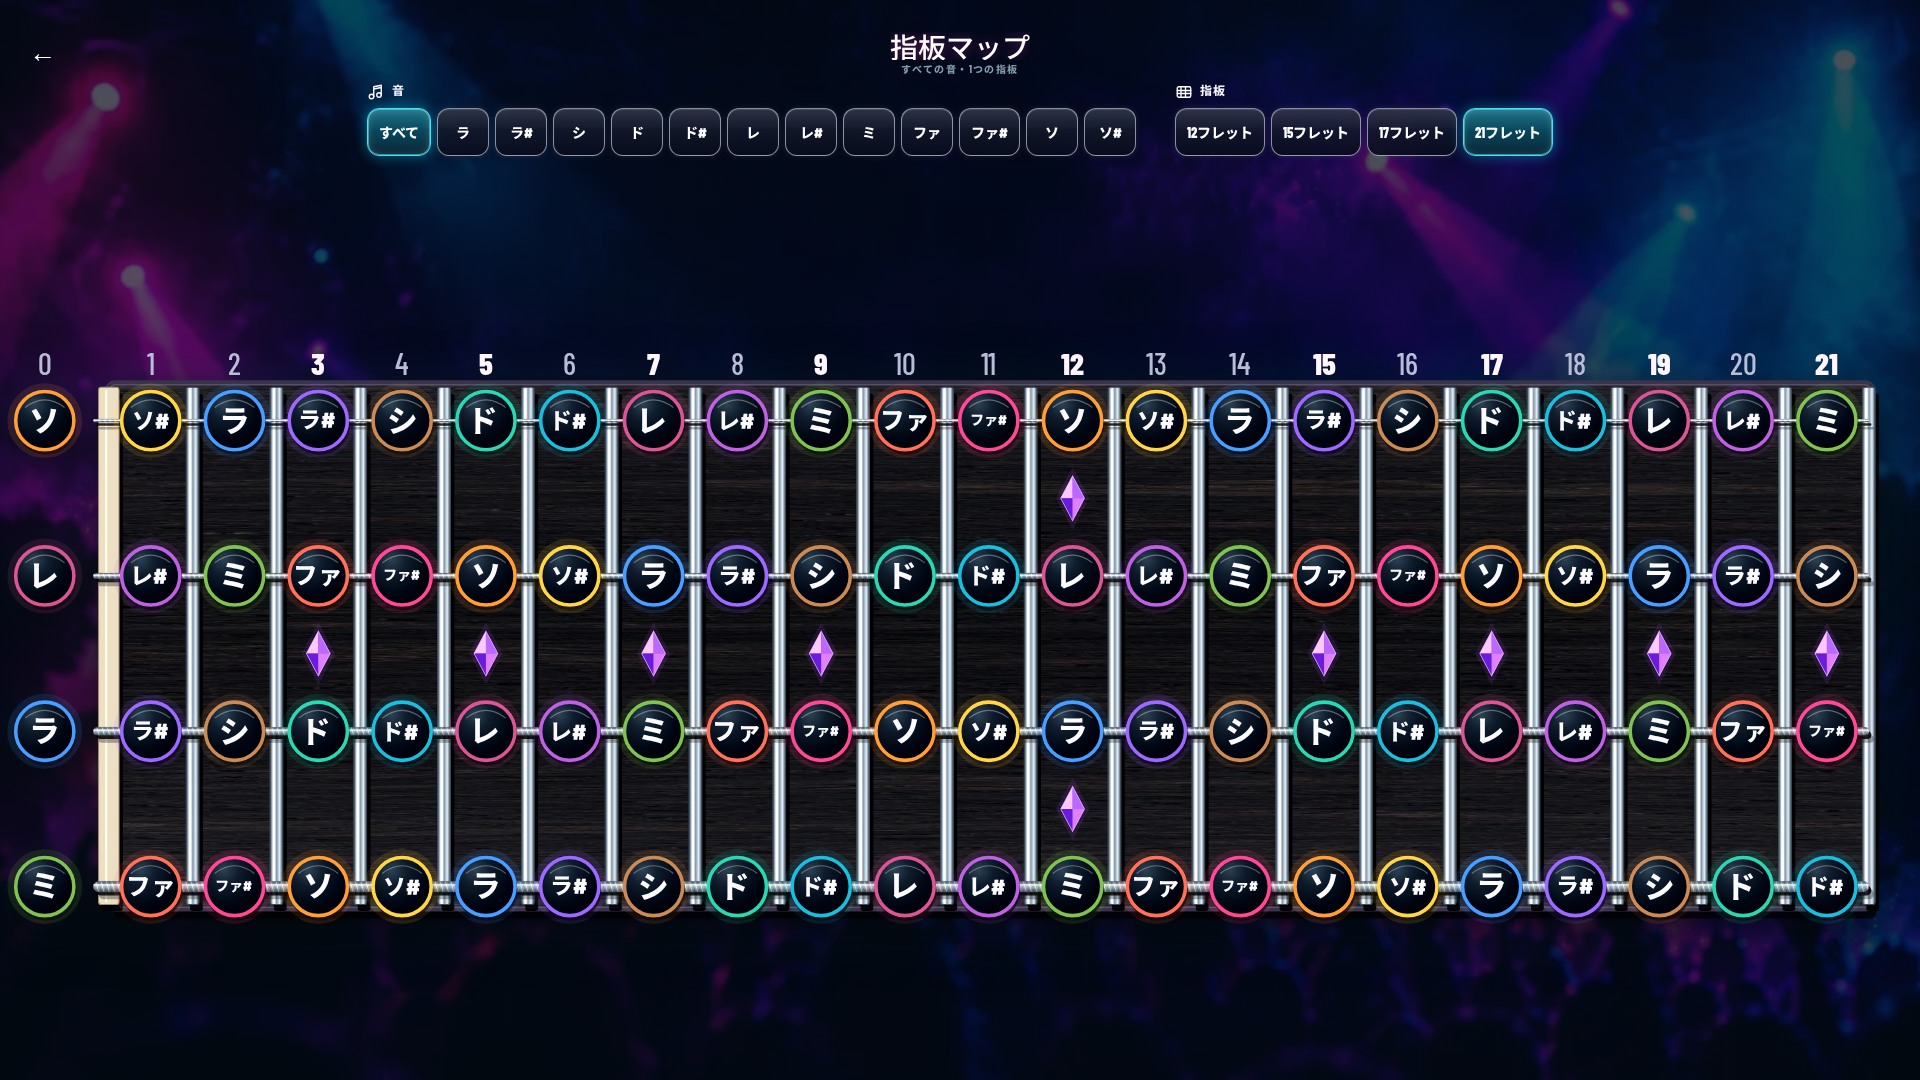 ←
指板マップ
すべての音・1つの指板
音
すべて ラ ラ# シ ド ド# レ レ# ミ ファ ファ# ソ ソ#
指板
12フレット 15フレット 17フレット 21フレット
0 1 2 3 4 5 6 7 8 9 10 11 12 13 14 15 16 17 18 19 20 21
ソ ソ# ラ ラ# シ ド ド# レ レ# ミ ファ ファ# ソ ソ# ラ ラ# シ ド ド# レ レ# ミ
レ レ# ミ ファ ファ# ソ ソ# ラ ラ# シ ド ド# レ レ# ミ ファ ファ# ソ ソ# ラ ラ# シ
ラ ラ# シ ド ド# レ レ# ミ ファ ファ# ソ ソ# ラ ラ# シ ド ド# レ レ# ミ ファ ファ#
ミ ファ ファ# ソ ソ# ラ ラ# シ ド ド# レ レ# ミ ファ ファ# ソ ソ# ラ ラ# シ ド ド#